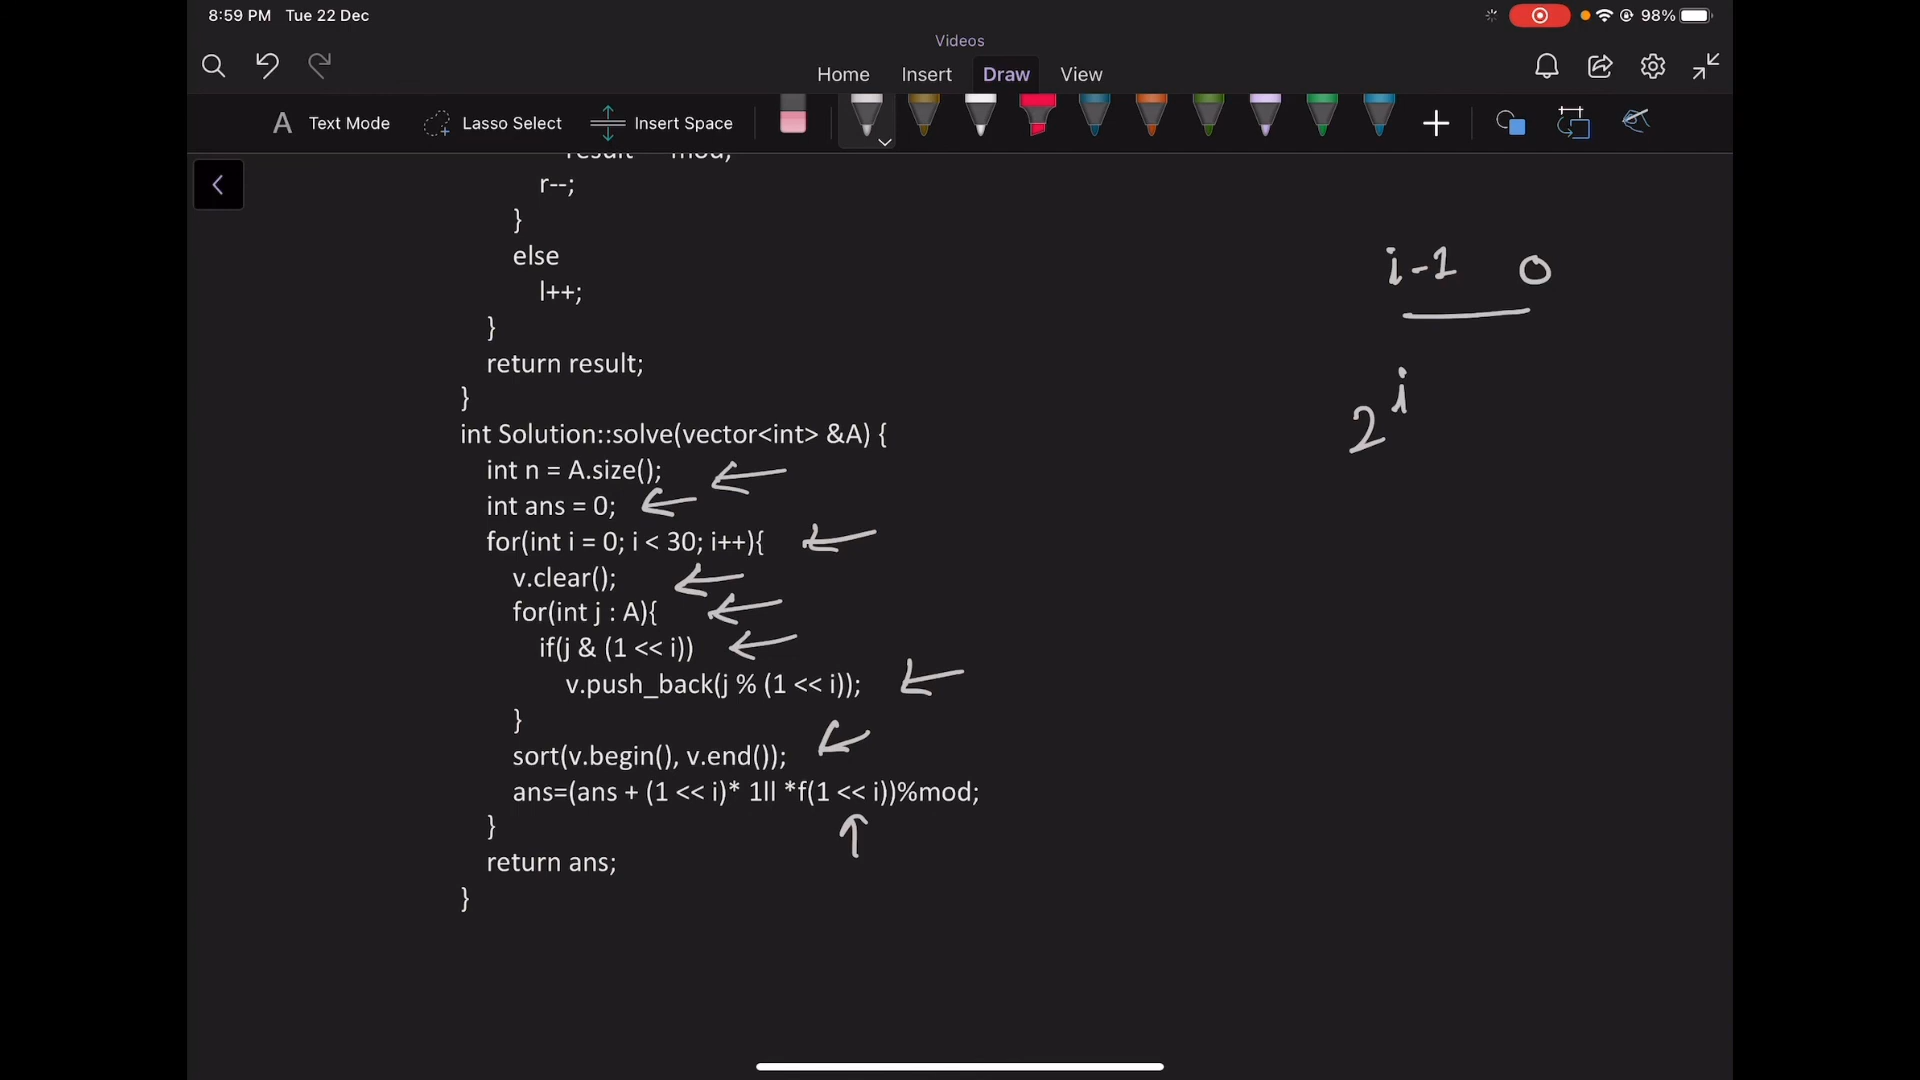 8:59 PM Tue 22 Dec
98%
Videos
Home Insert Draw View
Text Mode Lasso Select Insert Space
r--;
}
else
l++;
}
return result;
}
int Solution::solve(vector<int> &A) {
int n = A.size();
int ans = 0;
for(int i = 0; i < 30; i++){
v.clear();
for(int j : A){
if(j & (1 << i))
v.push_back(j % (1 << i));
}
sort(v.begin(), v.end());
ans=(ans + (1 << i)* 1ll *f(1 << i))%mod;
}
return ans;
}
i-1 0
2^i